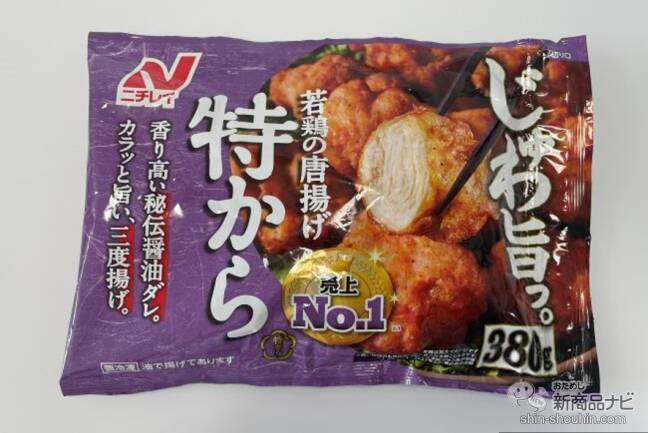 ニチレイ
じゅわ旨っ。
若鶏の唐揚げ
特から
香り高い秘伝醤油ダレ。
カラッと旨い、三度揚げ。
売上
No.1
380g
要冷凍 油で揚げてあります
おためし
新商品ナビ
shin-shouhin.com